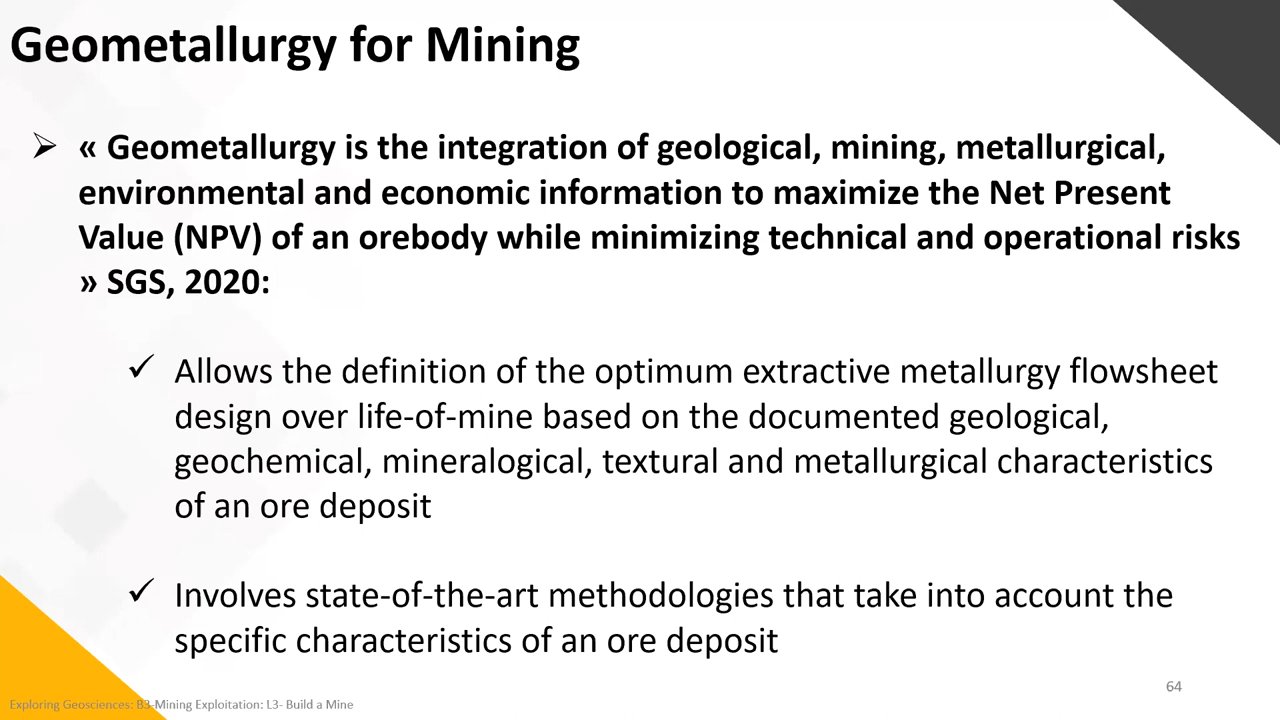 Geometallurgy for Mining
« Geometallurgy is the integration of geological, mining, metallurgical,
environmental and economic information to maximize the Net Present
Value (NPV) of an orebody while minimizing technical and operational risks
» SGS, 2020:
Allows the definition of the optimum extractive metallurgy flowsheet
design over life-of-mine based on the documented geological,
geochemical, mineralogical, textural and metallurgical characteristics
of an ore deposit
Involves state-of-the-art methodologies that take into account the
specific characteristics of an ore deposit
64
Exploring Geosciences: B3-Mining Exploitation: L3- Build a Mine